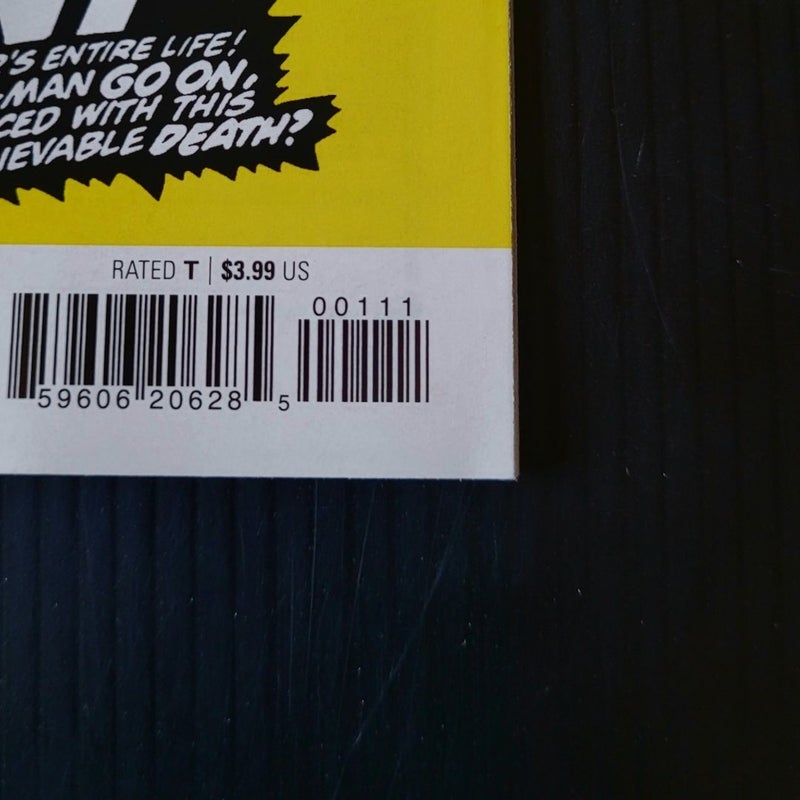 'S ENTIRE LIFE!
-MAN GO ON,
CED WITH THIS
IEVABLE DEATH?
RATED T | $3.99 US
00111
59606 20628 5